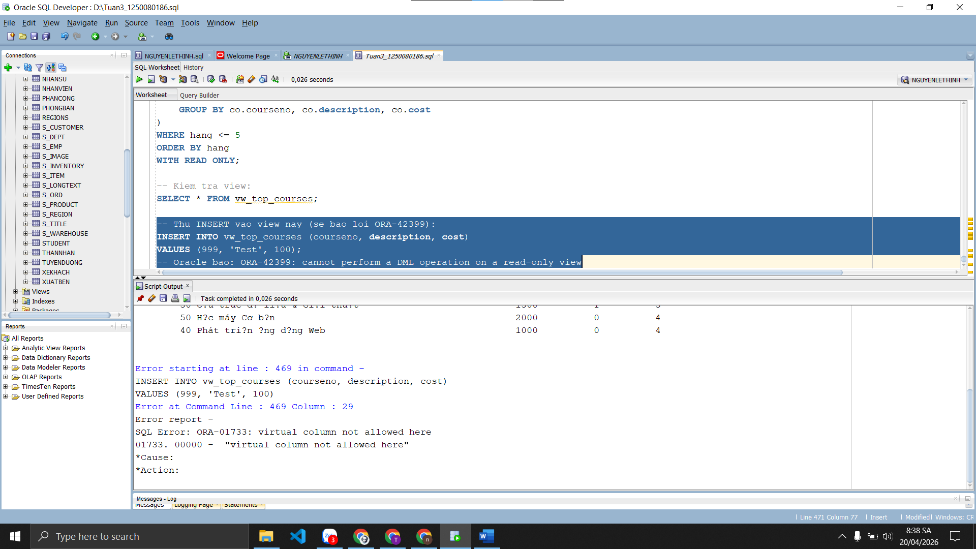 Oracle SQL Developer : D:\Tuan3_1250080186.sql
File Edit View Navigate Run Source Team Tools Window Help
Connections
NHANSU
NHANVIEN
PHANCONG
PHONGBAN
REGIONS
S_CUSTOMER
S_DEPT
S_EMP
S_IMAGE
S_INVENTORY
S_ITEM
S_LONGTEXT
S_ORD
S_PRODUCT
S_REGION
S_TITLE
S_WAREHOUSE
STUDENT
THANNHAN
TUYENDUONG
XEKHACH
XUATBEN
Views
Indexes
Packages
Reports
All Reports
Analytic View Reports
Data Dictionary Reports
Data Modeler Reports
OLAP Reports
TimesTen Reports
User Defined Reports
NGUYENLETHINH.sql Welcome Page NGUYENLETHINH Tuan3_1250080186.sql
SQL Worksheet History
0,026 seconds
NGUYENLETHINH
Worksheet Query Builder
GROUP BY co.courseno, co.description, co.cost
)
WHERE hang <= 5
ORDER BY hang
WITH READ ONLY;
-- Kiem tra view:
SELECT * FROM vw_top_courses;
-- Thu INSERT vao view nay (se bao loi ORA-42399):
INSERT INTO vw_top_courses (courseno, description, cost)
VALUES (999, 'Test', 100);
-- Oracle bao: ORA-42399: cannot perform a DML operation on a read-only view
Script Output
Task completed in 0,026 seconds
50 H?c máy Cơ b?n 2000 0 4
40 Phát tri?n ?ng d?ng Web 1000 0 4
Error starting at line : 469 in command -
INSERT INTO vw_top_courses (courseno, description, cost)
VALUES (999, 'Test', 100)
Error at Command Line : 469 Column : 29
Error report -
SQL Error: ORA-01733: virtual column not allowed here
01733. 00000 - "virtual column not allowed here"
*Cause:
*Action:
Messages - Log
Messages Logging Page Statements
Line 471 Column 77 Insert Modified Windows: CR
Type here to search
8:38 SA
20/04/2026